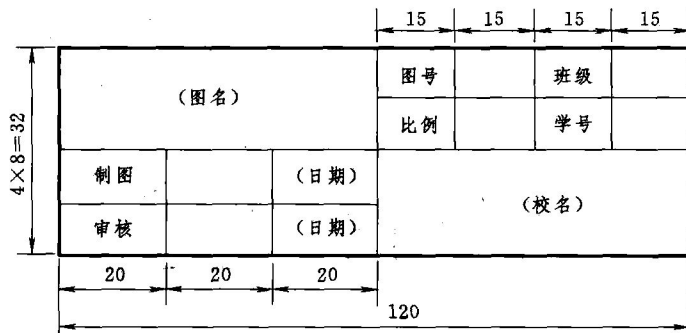 15 15 15 15
图号 班级
(图名)
比例 学号
4×8=32
制图 (日期)
(校名)
审核 (日期)
20 20 20
120